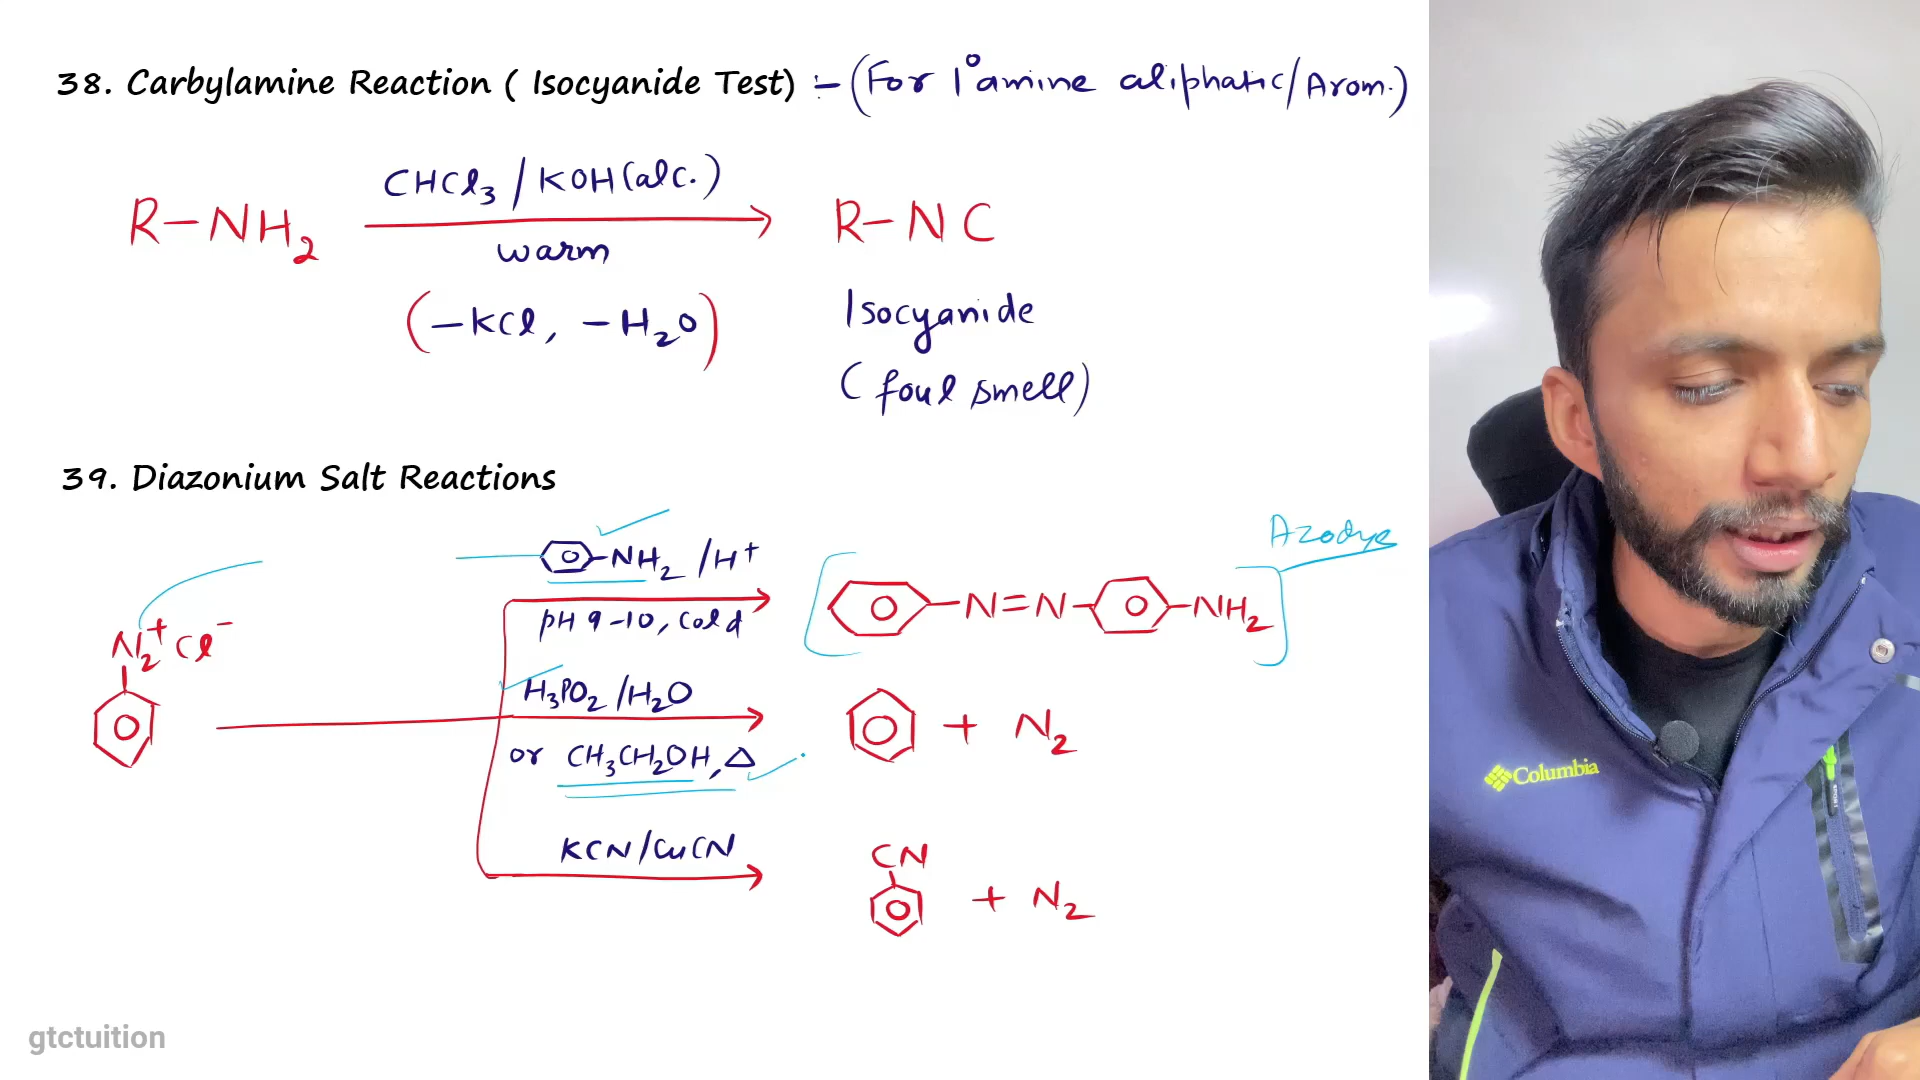 38. Carbylamine Reaction ( Isocyanide Test) :- (For 1° amine aliphatic/Arom.)
R-NH2 CHCl3 / KOH(alc.) R-NC
warm
(-KCl, -H2O) Isocyanide
(foul smell)
39. Diazonium Salt Reactions
Azodye
-NH2 /H+
pH 9-10, cold -N=N- -NH2
N2+ Cl-
H3PO2 /H2O
+ N2
or CH3CH2OH, Δ
KCN/CuCN
CN
+ N2
Columbia
gtctuition